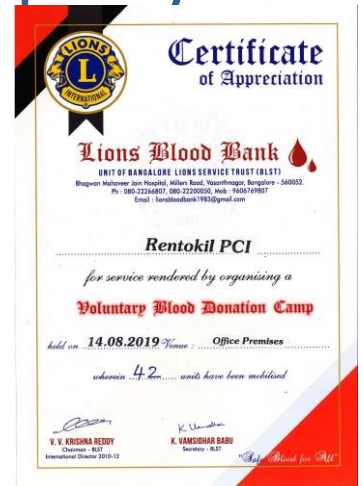 LIONS
L
INTERNATIONAL
Certificate
of Appreciation
Lions Blood Bank
UNIT OF BANGALORE LIONS SERVICE TRUST (BLST)
Bhagwan Mahaveer Jain Hospital, Millers Road, Vasanthnagar, Bangalore - 560052.
Ph : 080-22266807, 080-22200050, Mob : 9606769807
Email : lionsbloodbank1983@gmail.com
Rentokil PCI
for service rendered by organising a
Voluntary Blood Donation Camp
held on 14.08.2019 Venue : Office Premises
wherein 42 units have been mobilised
V. V. KRISHNA REDDY
Chairman - BLST
International Director 2010-12
K. VAMSIDHAR BABU
Secretary - BLST
"Safe Blood for All"